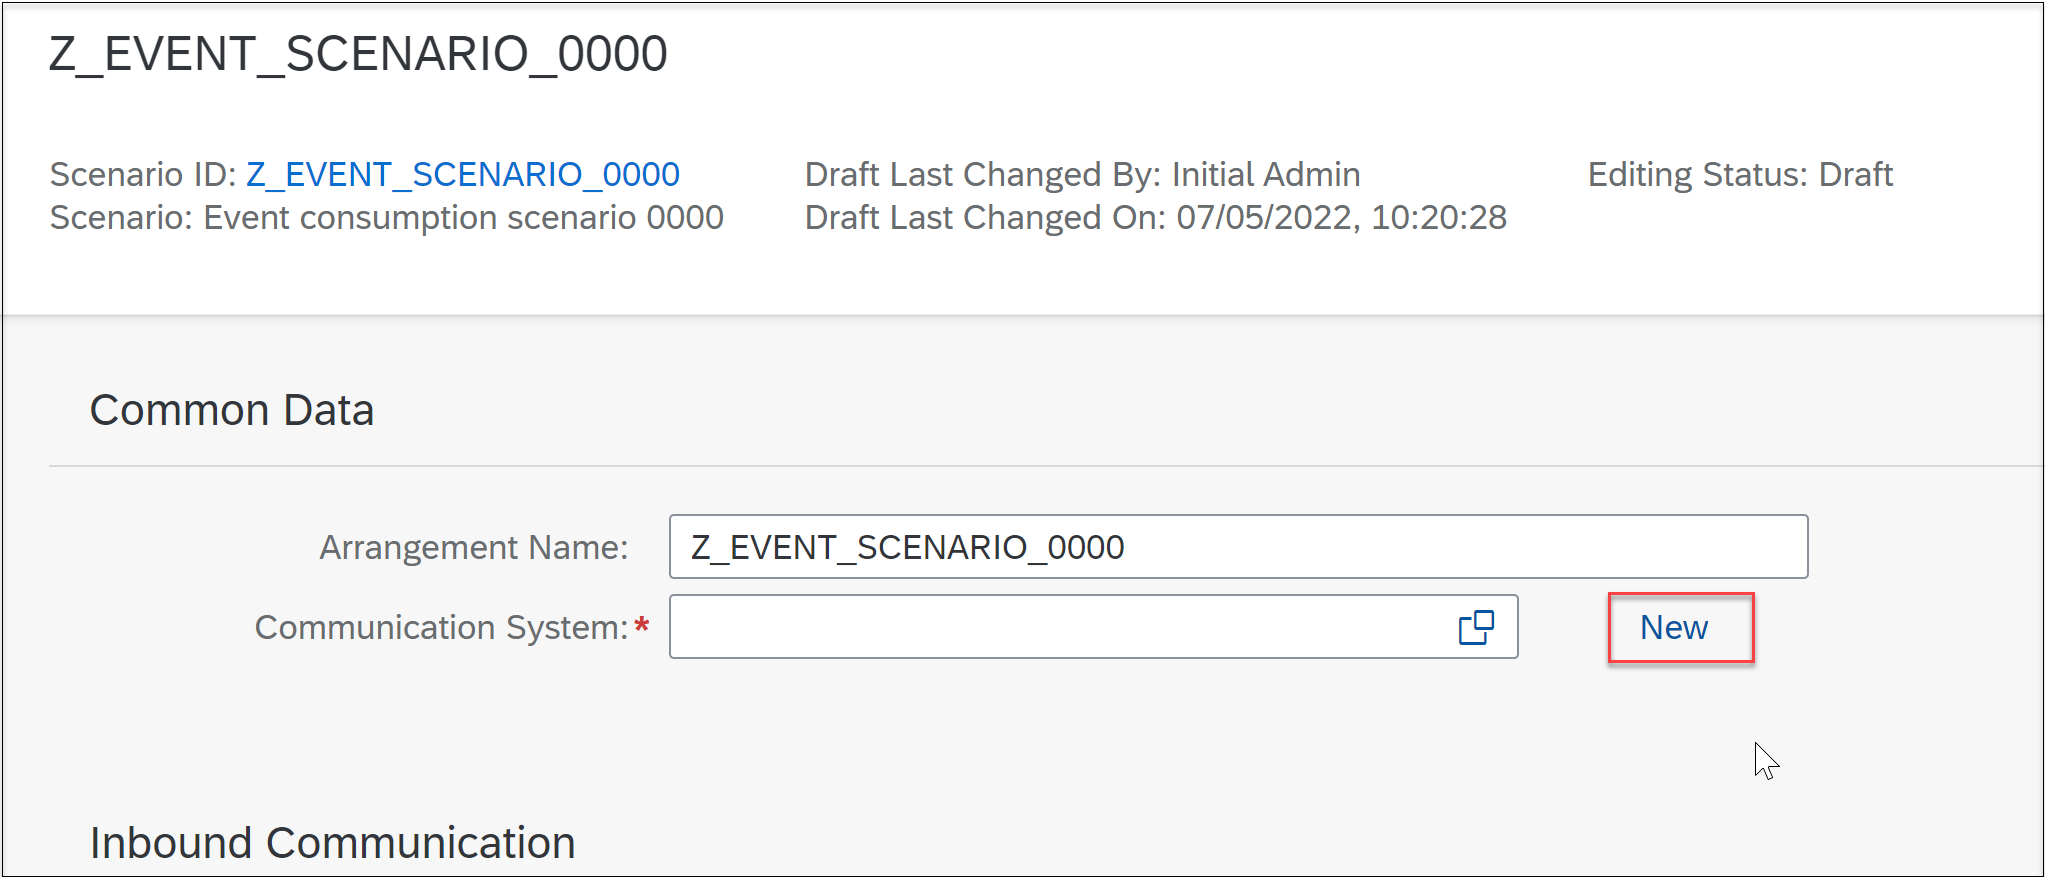 Z_EVENT_SCENARIO_0000
Scenario ID: Z_EVENT_SCENARIO_0000
Scenario: Event consumption scenario 0000
Draft Last Changed By: Initial Admin
Draft Last Changed On: 07/05/2022, 10:20:28
Editing Status: Draft
Common Data
Arrangement Name: Z_EVENT_SCENARIO_0000
Communication System:* New
Inbound Communication